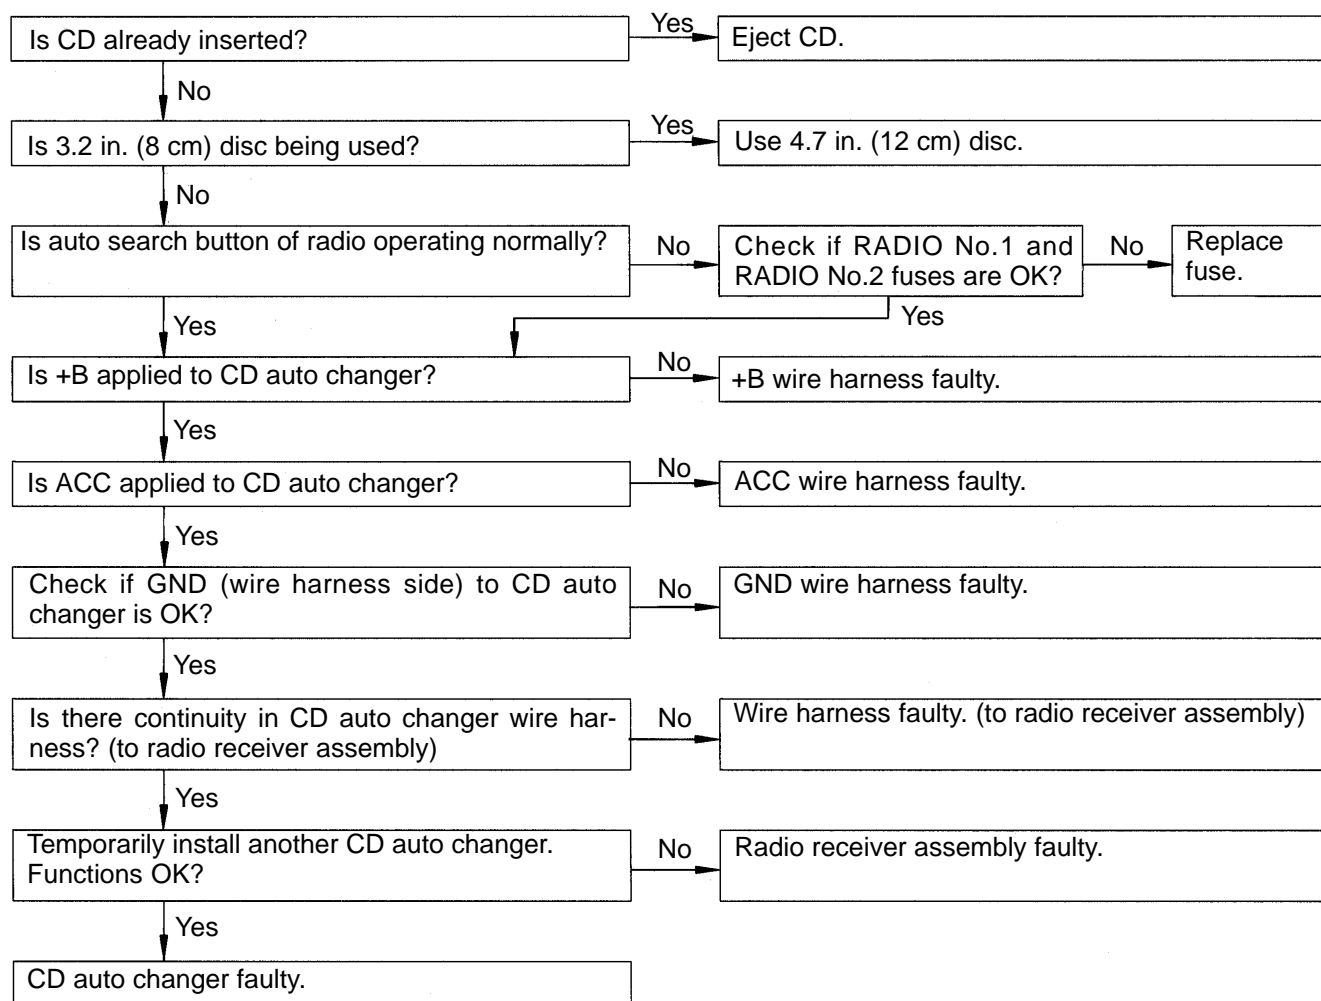 Is CD already inserted?
Yes
Eject CD.
No
Is 3.2 in. (8 cm) disc being used?
Yes
Use 4.7 in. (12 cm) disc.
No
Is auto search button of radio operating normally?
No
Check if RADIO No.1 and
RADIO No.2 fuses are OK?
No
Replace
fuse.
Yes
Yes
Is +B applied to CD auto changer?
No
+B wire harness faulty.
Yes
Is ACC applied to CD auto changer?
No
ACC wire harness faulty.
Yes
Check if GND (wire harness side) to CD auto
changer is OK?
No
GND wire harness faulty.
Yes
Is there continuity in CD auto changer wire har-
ness? (to radio receiver assembly)
No
Wire harness faulty. (to radio receiver assembly)
Yes
Temporarily install another CD auto changer.
Functions OK?
No
Radio receiver assembly faulty.
Yes
CD auto changer faulty.